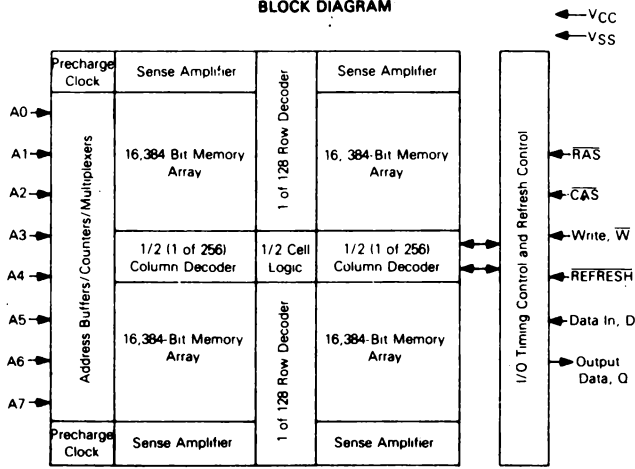 BLOCK DIAGRAM
VCC
VSS
Precharge
Clock
Sense Amplifier
1 of 128 Row Decoder
Sense Amplifier
A0
A1
A2
A3
A4
A5
A6
A7
Address Buffers/Counters/Multiplexers
16,384 Bit Memory
Array
16, 384-Bit Memory
Array
1/2 (1 of 256)
Column Decoder
1/2 Cell
Logic
1/2 (1 of 256)
Column Decoder
16,384-Bit Memory
Array
1 of 128 Row Decoder
16,384-Bit Memory
Array
Precharge
Clock
Sense Amplifier
Sense Amplifier
I/O Timing Control and Refresh Control
R̅A̅S̅
C̅A̅S̅
Write, W̅
R̅E̅F̅R̅E̅S̅H̅
Data In, D
Output
Data, Q